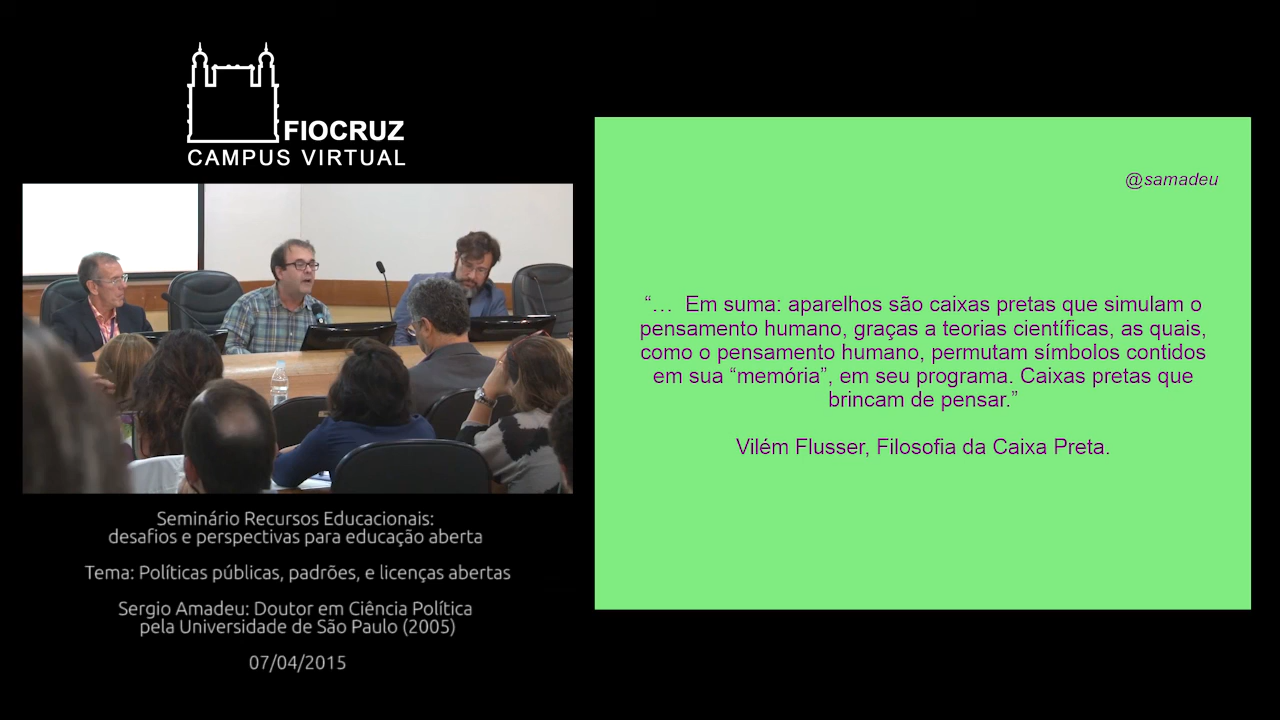 FIOCRUZ
CAMPUS VIRTUAL
Seminário Recursos Educacionais:
desafios e perspectivas para educação aberta
Tema: Políticas públicas, padrões, e licenças abertas
Sergio Amadeu: Doutor em Ciência Política
pela Universidade de São Paulo (2005)
07/04/2015
@samadeu
“… Em suma: aparelhos são caixas pretas que simulam o
pensamento humano, graças a teorias científicas, as quais,
como o pensamento humano, permutam símbolos contidos
em sua “memória”, em seu programa. Caixas pretas que
brincam de pensar.”
Vilém Flusser, Filosofia da Caixa Preta.